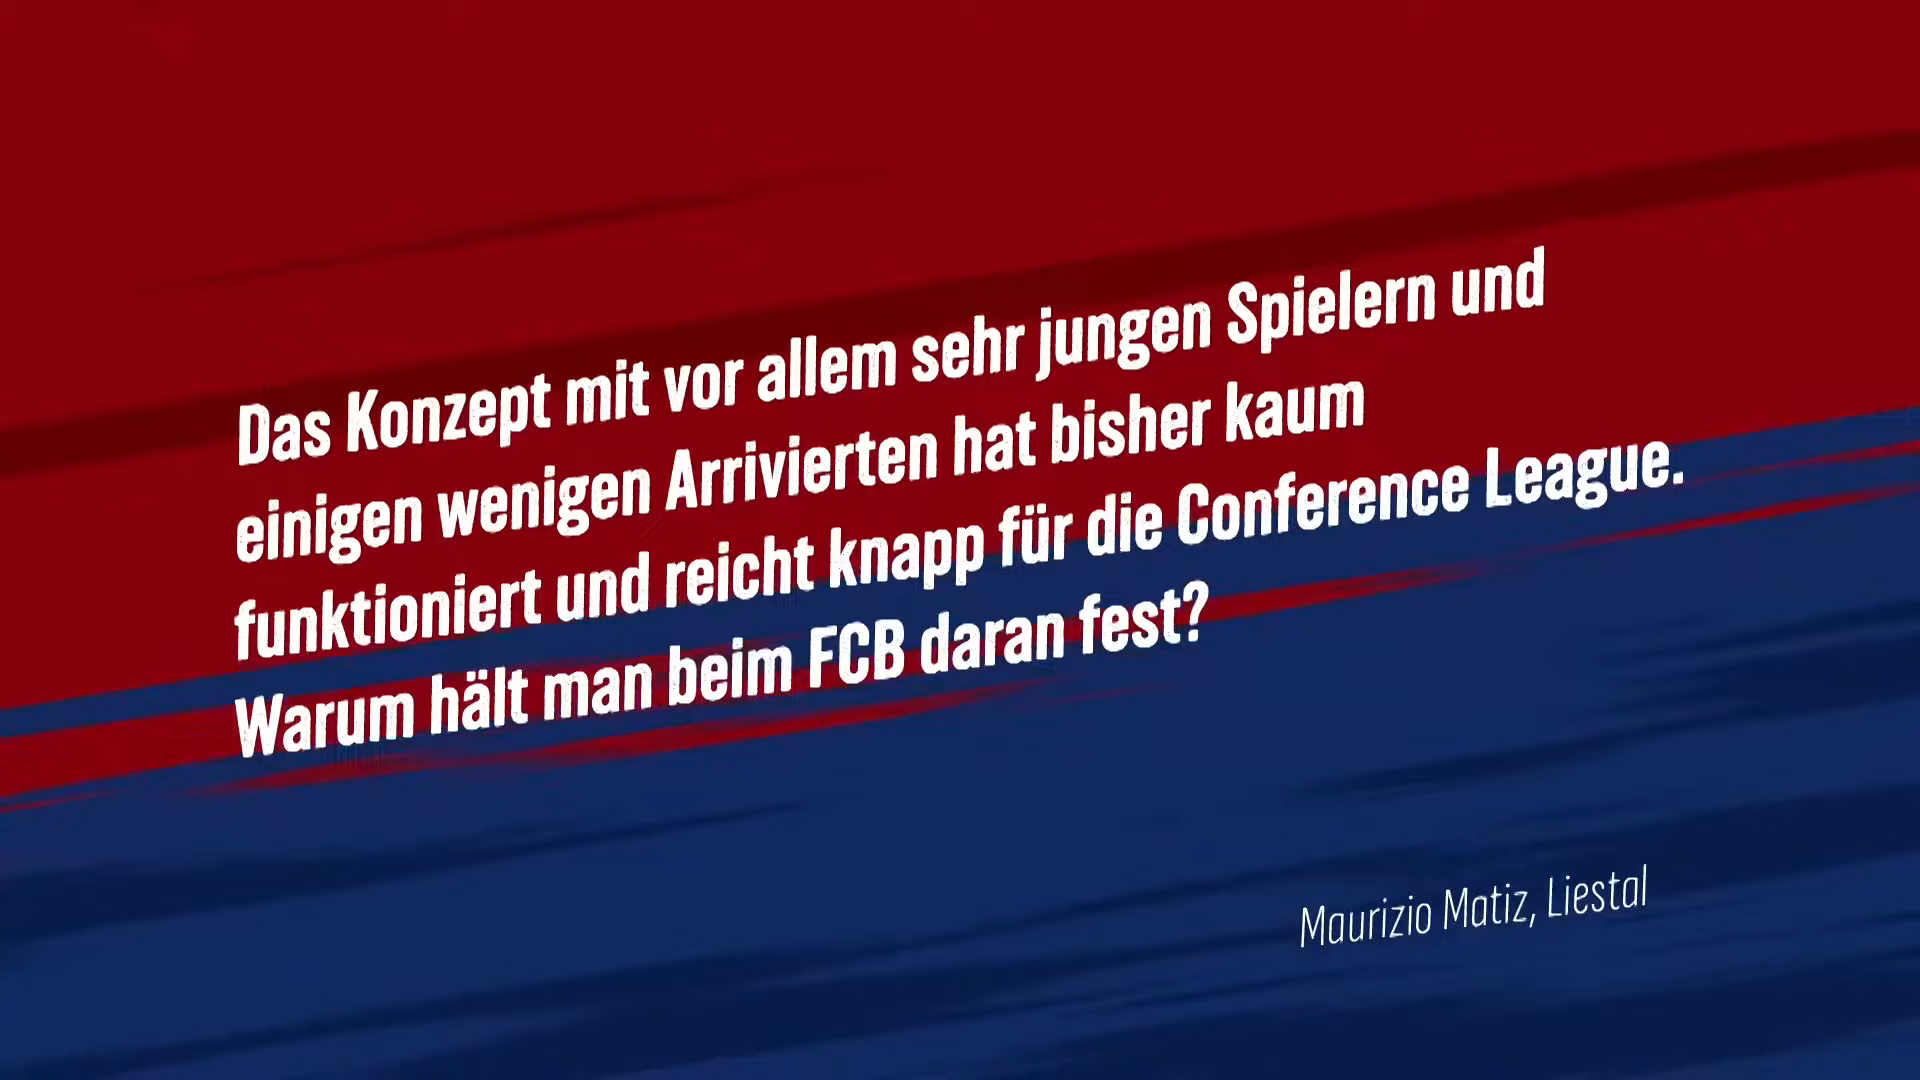 Das Konzept mit vor allem sehr jungen Spielern und
einigen wenigen Arrivierten hat bisher kaum
funktioniert und reicht knapp für die Conference League.
Warum hält man beim FCB daran fest?
Maurizio Matiz, Liestal